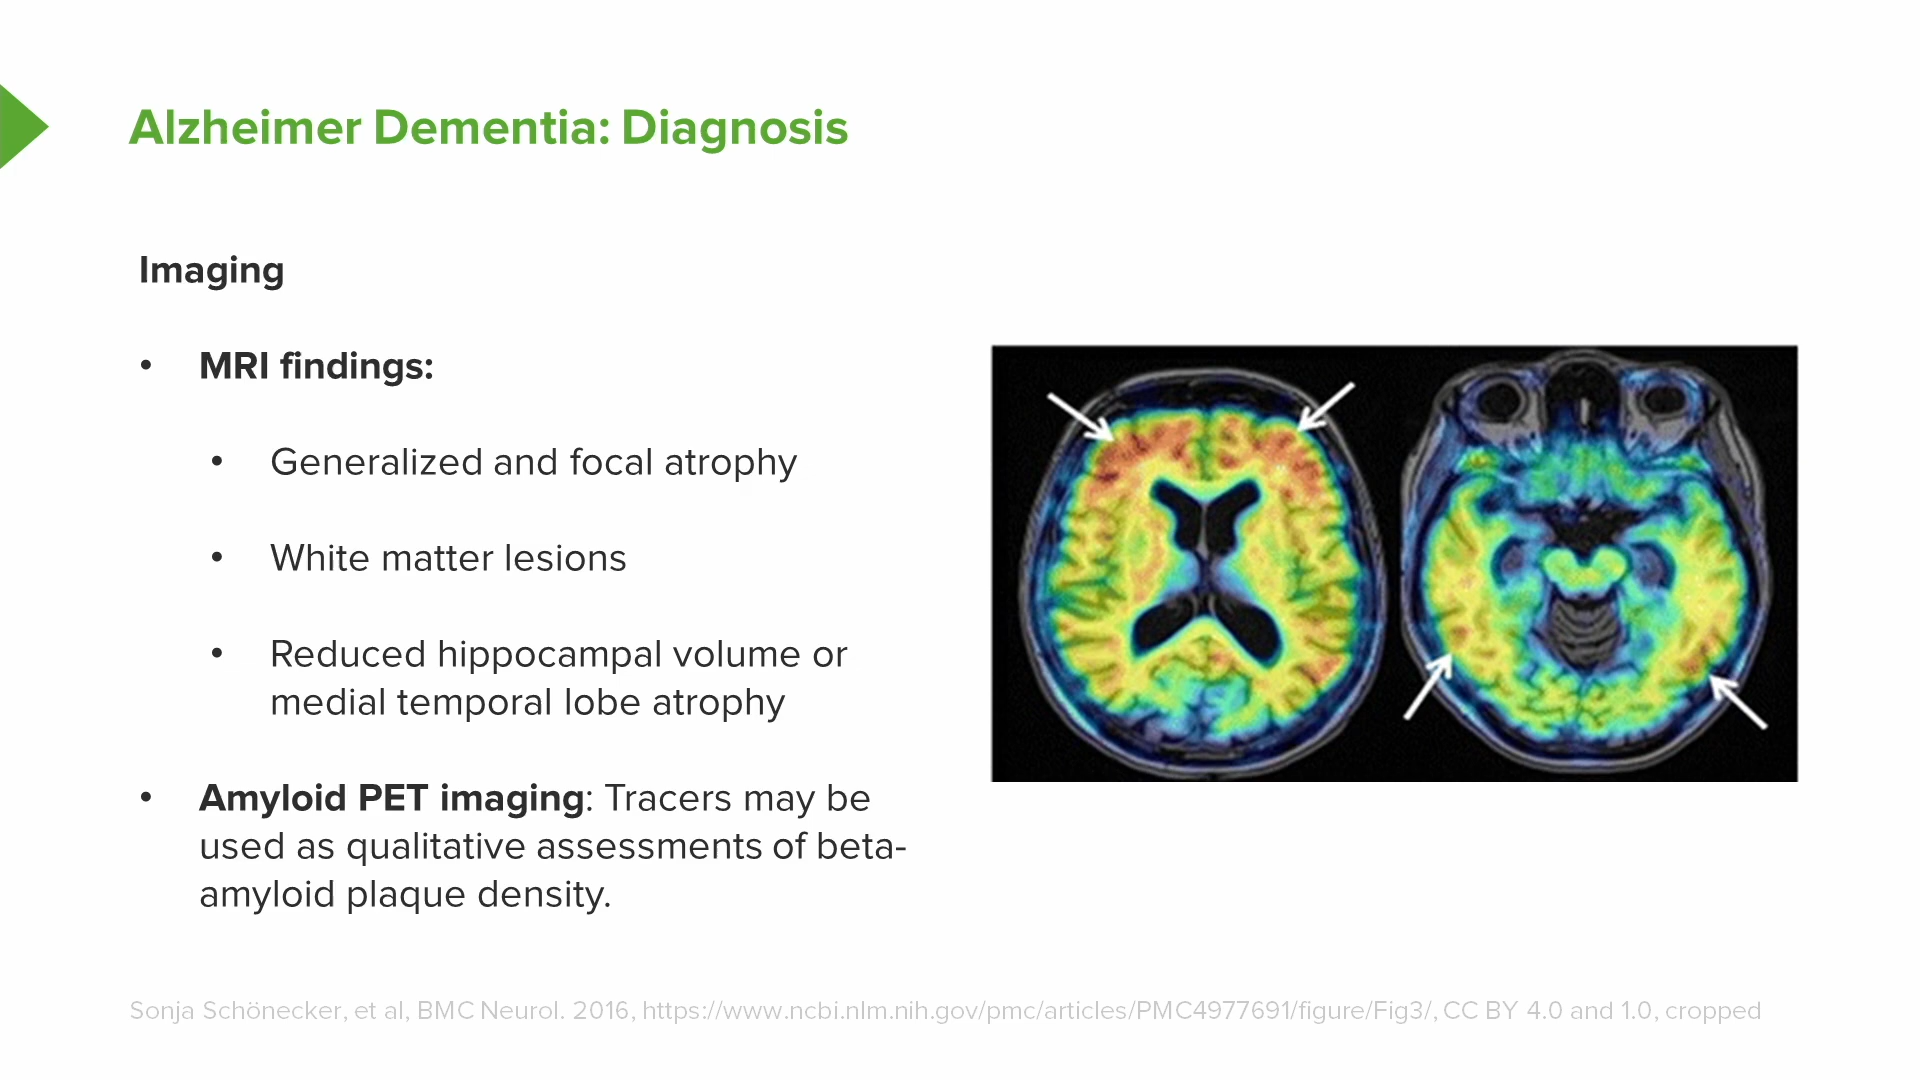 Alzheimer Dementia: Diagnosis
Imaging
• MRI findings:
• Generalized and focal atrophy
• White matter lesions
• Reduced hippocampal volume or
medial temporal lobe atrophy
• Amyloid PET imaging: Tracers may be
used as qualitative assessments of beta-
amyloid plaque density.
Sonja Schönecker, et al, BMC Neurol. 2016, https://www.ncbi.nlm.nih.gov/pmc/articles/PMC4977691/figure/Fig3/, CC BY 4.0 and 1.0, cropped